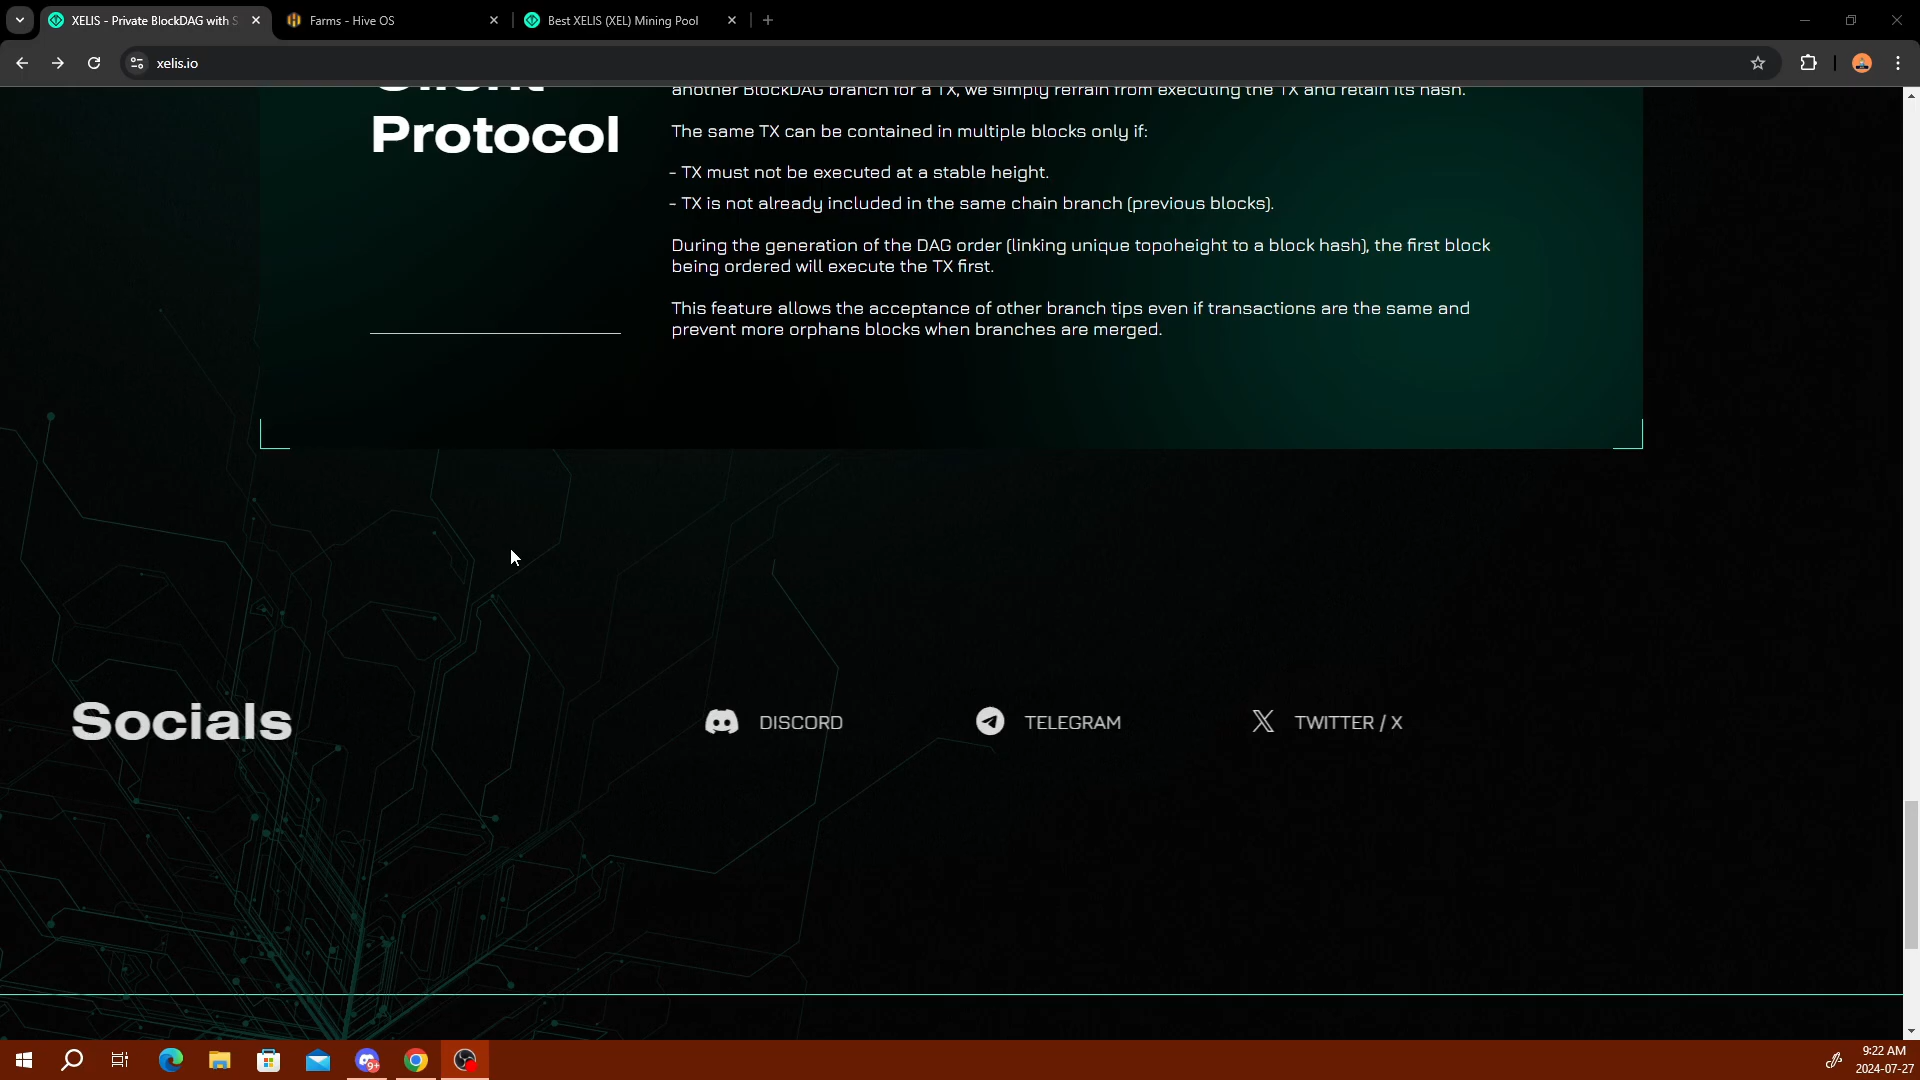 XELIS - Private BlockDAG with S
Farms - Hive OS
Best XELIS (XEL) Mining Pool
xelis.io
another BlockDAG branch for a TX, we simply refrain from executing the TX and retain its hash.
Client
Protocol
The same TX can be contained in multiple blocks only if:
- TX must not be executed at a stable height.
- TX is not already included in the same chain branch (previous blocks).
During the generation of the DAG order (linking unique topoheight to a block hash), the first block
being ordered will execute the TX first.
This feature allows the acceptance of other branch tips even if transactions are the same and
prevent more orphans blocks when branches are merged.
Socials
DISCORD
TELEGRAM
TWITTER / X
9+
9:22 AM
2024-07-27